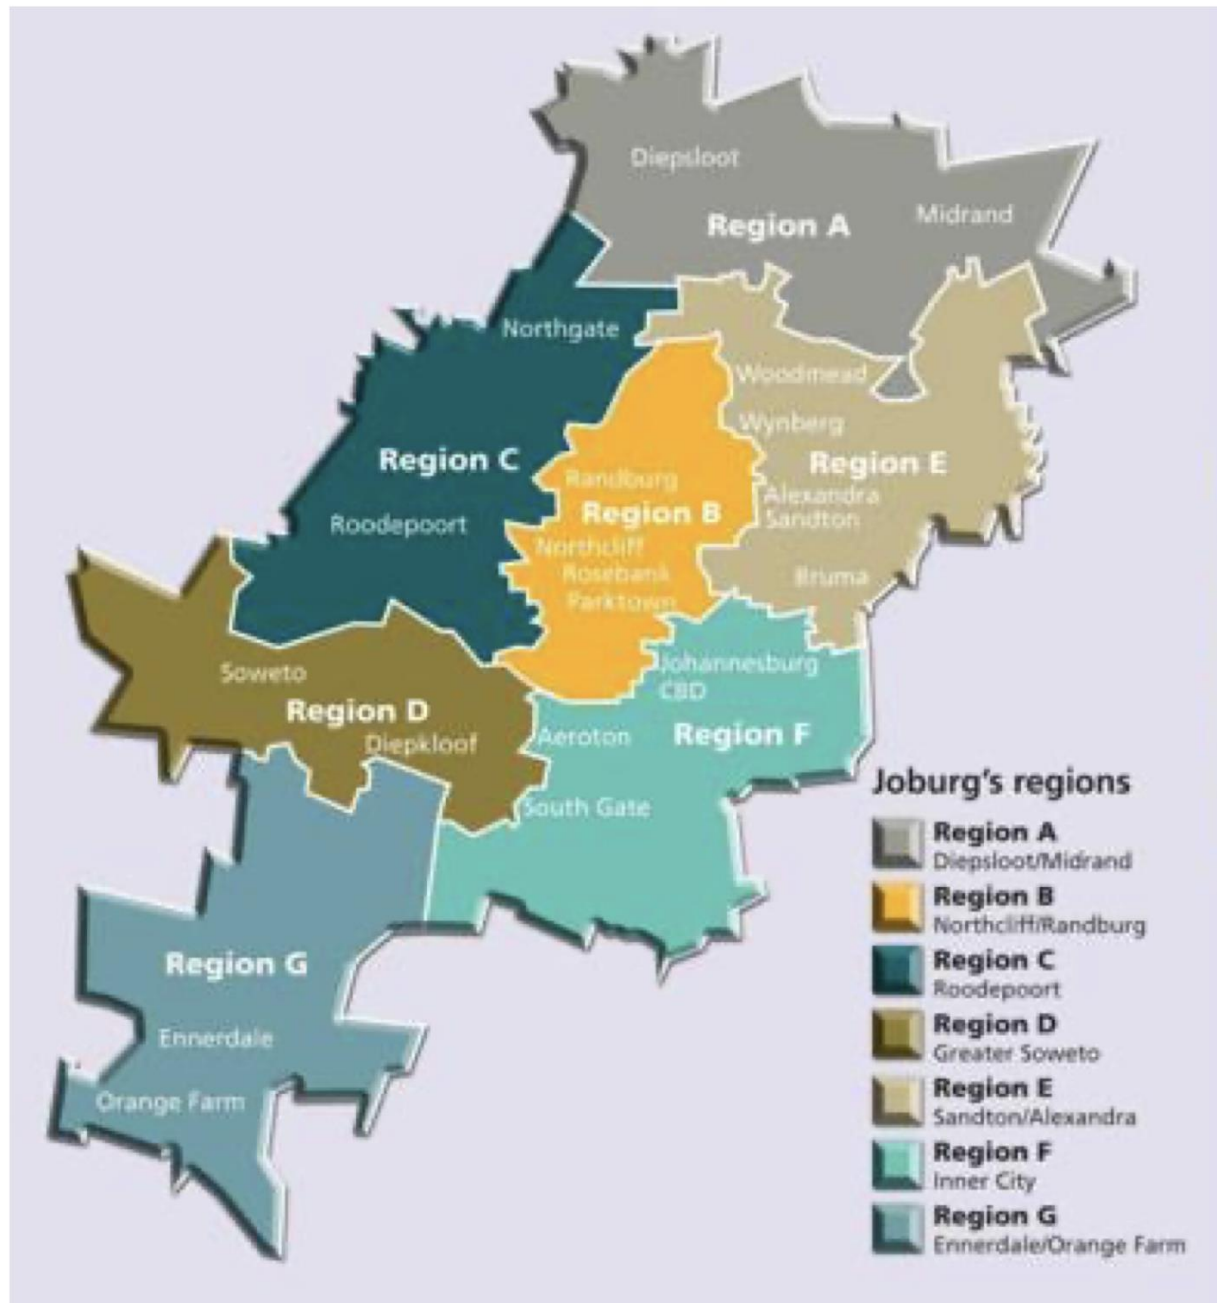 Diepsloot
Midrand
Region A
Northgate
Woodmead
Wynberg
Region C
Region E
Randburg
Alexandra
Region B
Sandton
Roodepoort
Northcliff
Rosebank
Bruma
Parktown
Soweto
Johannesburg
CBD
Region D
Diepkloof
Aeroton
Region F
South Gate
Region G
Ennerdale
Orange Farm
Joburg's regions
Region A
Diepsloot/Midrand
Region B
Northcliff/Randburg
Region C
Roodepoort
Region D
Greater Soweto
Region E
Sandton/Alexandra
Region F
Inner City
Region G
Ennerdale/Orange Farm